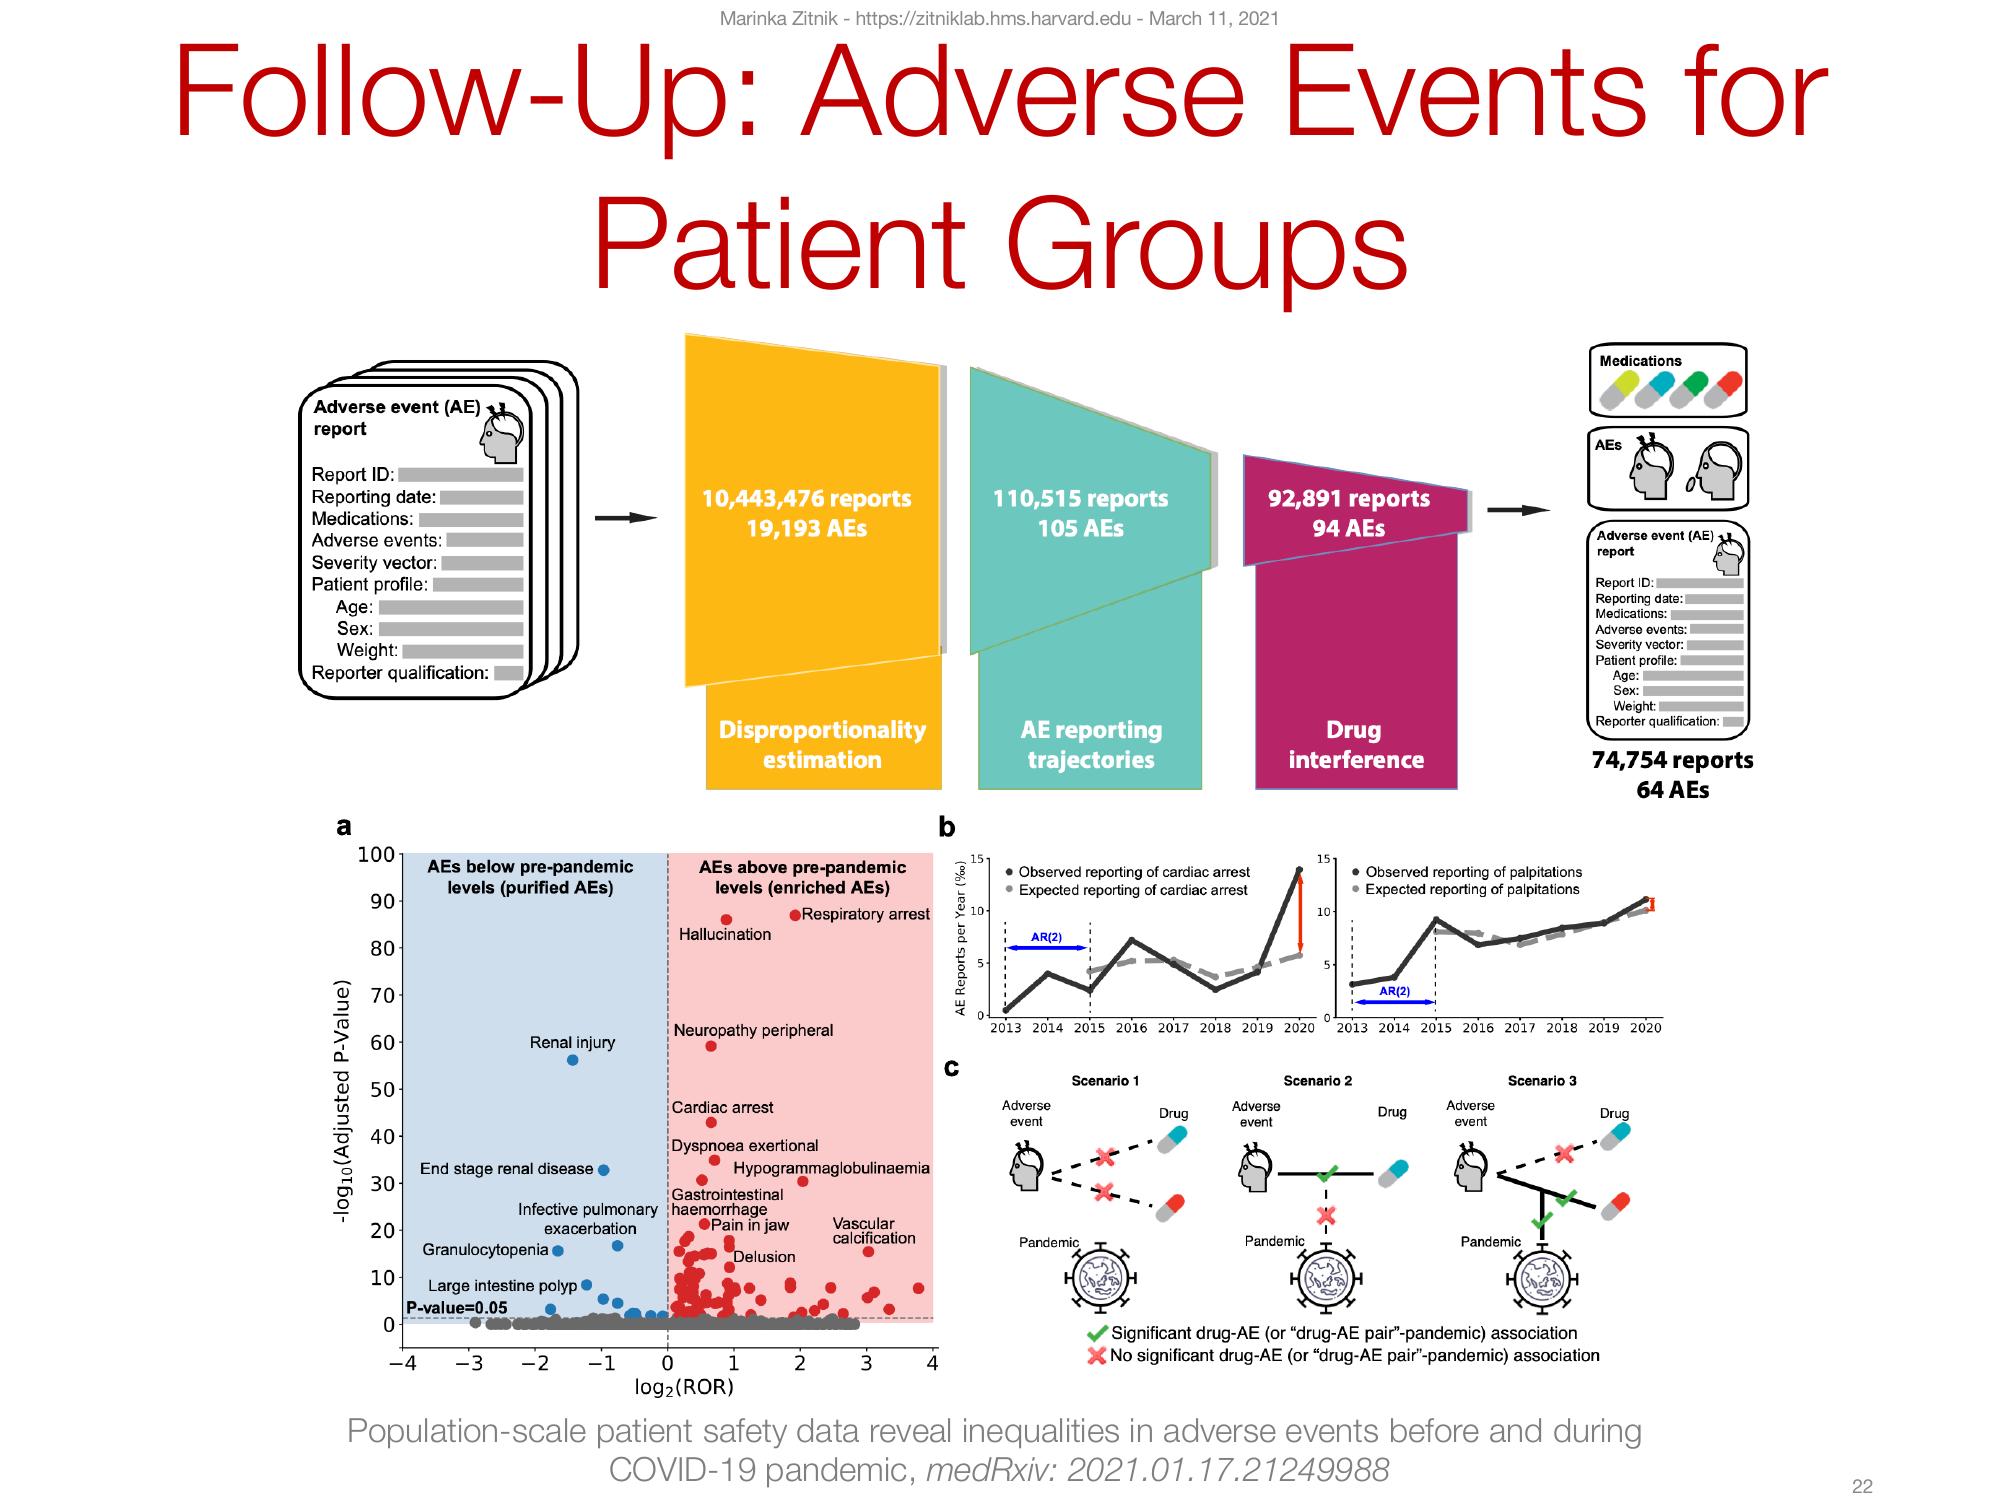 Marinka Zitnik - https://zitniklab.hms.harvard.edu - March 11, 2021
Follow-Up: Adverse Events for
Patient Groups
Adverse event (AE)
report
Report ID:
Reporting date:
Medications:
Adverse events:
Severity vector:
Patient profile:
Age:
Sex:
Weight:
Reporter qualification:
10,443,476 reports
19,193 AEs
Disproportionality
estimation
110,515 reports
105 AEs
AE reporting
trajectories
92,891 reports
94 AEs
Drug
interference
Medications
AEs
Adverse event (AE)
report
Report ID:
Reporting date:
Medications:
Adverse events:
Severity vector:
Patient profile:
Age:
Sex:
Weight:
Reporter qualification:
74,754 reports
64 AEs
a
-log10(Adjusted P-Value)
100
90
80
70
60
50
40
30
20
10
0
AEs below pre-pandemic
levels (purified AEs)
AEs above pre-pandemic
levels (enriched AEs)
Respiratory arrest
Hallucination
Neuropathy peripheral
Renal injury
Cardiac arrest
Dyspnoea exertional
End stage renal disease
Hypogrammaglobulinaemia
Gastrointestinal
haemorrhage
Infective pulmonary
exacerbation
Pain in jaw
Vascular
calcification
Granulocytopenia
Delusion
Large intestine polyp
P-value=0.05
−4 −3 −2 −1 0 1 2 3 4
log2(ROR)
b
AE Reports per Year (‰)
15
10
5
0
Observed reporting of cardiac arrest
Expected reporting of cardiac arrest
AR(2)
2013 2014 2015 2016 2017 2018 2019 2020
15
10
5
0
Observed reporting of palpitations
Expected reporting of palpitations
AR(2)
2013 2014 2015 2016 2017 2018 2019 2020
c
Scenario 1
Adverse
event
Drug
Pandemic
Scenario 2
Adverse
event
Drug
Pandemic
Scenario 3
Adverse
event
Drug
Pandemic
Significant drug-AE (or “drug-AE pair”-pandemic) association
No significant drug-AE (or “drug-AE pair”-pandemic) association
Population-scale patient safety data reveal inequalities in adverse events before and during
COVID-19 pandemic, medRxiv: 2021.01.17.21249988
22